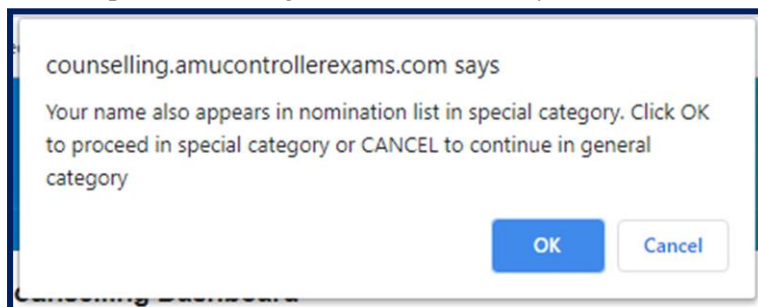 counselling.amucontrollerexams.com says
Your name also appears in nomination list in special category. Click OK
to proceed in special category or CANCEL to continue in general
category
OK Cancel